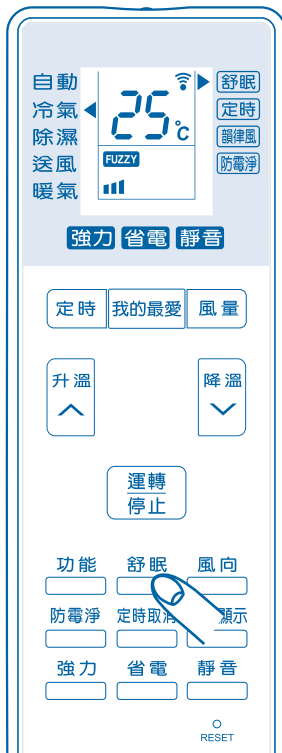 自動
冷氣
除濕
送風
暖氣
25℃
FUZZY
舒眠
定時
韻律風
防霉淨
強力 省電 靜音
定時 我的最愛 風量
升溫 降溫
運轉
停止
功能 舒眠 風向
防霉淨 定時取消 顯示
強力 省電 靜音
RESET